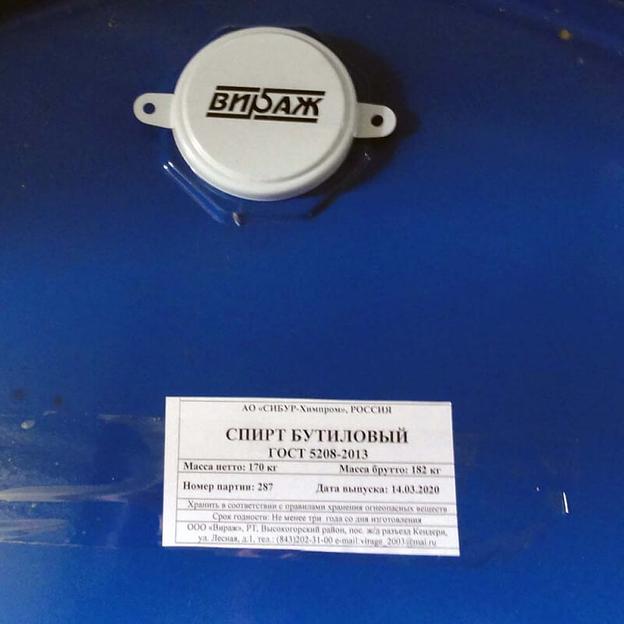 ВИРАЖ
АО «СИБУР-Химпром», РОССИЯ
СПИРТ БУТИЛОВЫЙ
ГОСТ 5208-2013
Масса нетто: 170 кг Масса брутто: 182 кг
Номер партии: 287 Дата выпуска: 14.03.2020
Хранить в соответствии с правилами хранения огнеопасных веществ
Срок годности: Не менее три года со дня изготовления
ООО «Вираж», РТ, Высокогорский район, пос. ж/д разъезд Кендери,
ул. Лесная, д.1, тел.: (843)202-31-00 e-mail:virage_2003@mai.ru